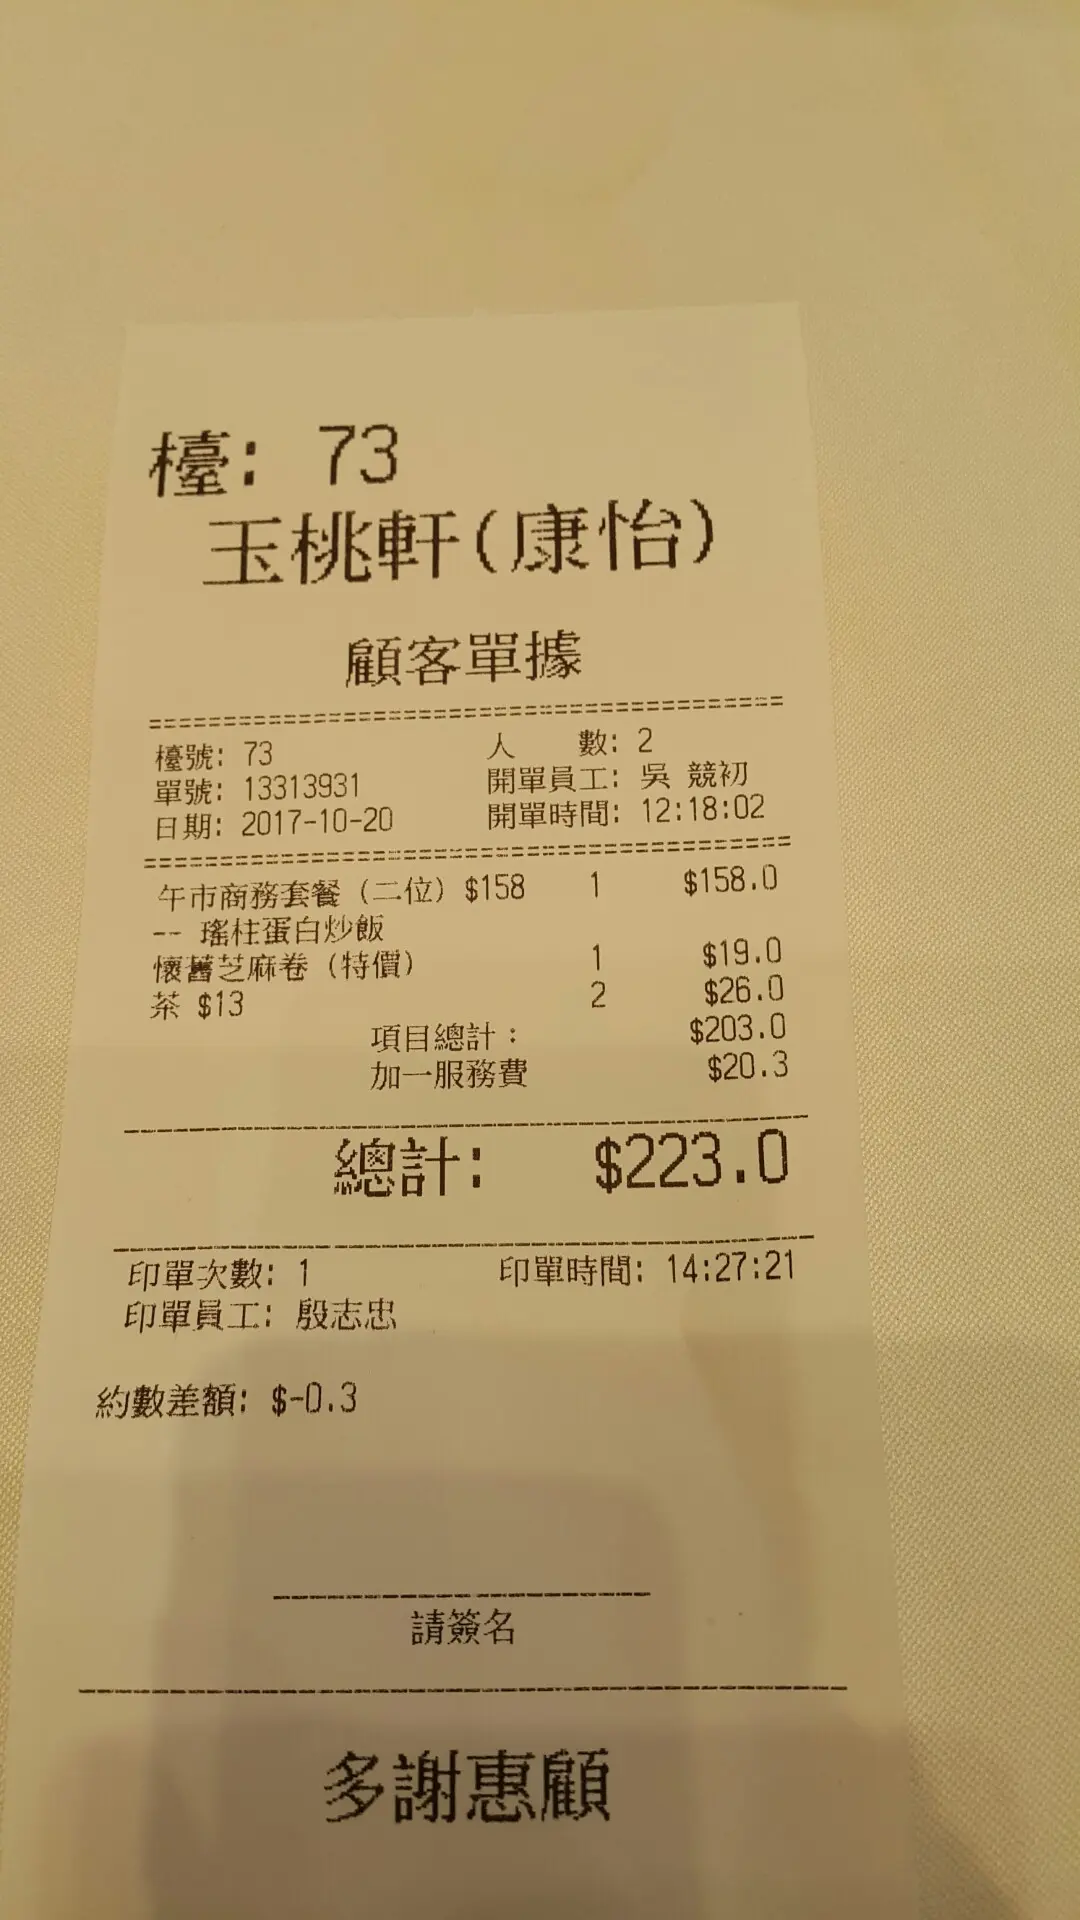 檯: 73
玉桃軒(康怡)
顧客單據
檯號: 73 人 數: 2
單號: 13313931 開單員工: 吳 競初
日期: 2017-10-20 開單時間: 12:18:02
午市商務套餐 (二位) $158 1 $158.0
-- 瑤柱蛋白炒飯
懷舊芝麻卷 (特價) 1 $19.0
茶 $13 2 $26.0
項目總計: $203.0
加一服務費 $20.3
總計: $223.0
印單次數: 1 印單時間: 14:27:21
印單員工: 殷志忠
約數差額: $-0.3
請簽名
多謝惠顧